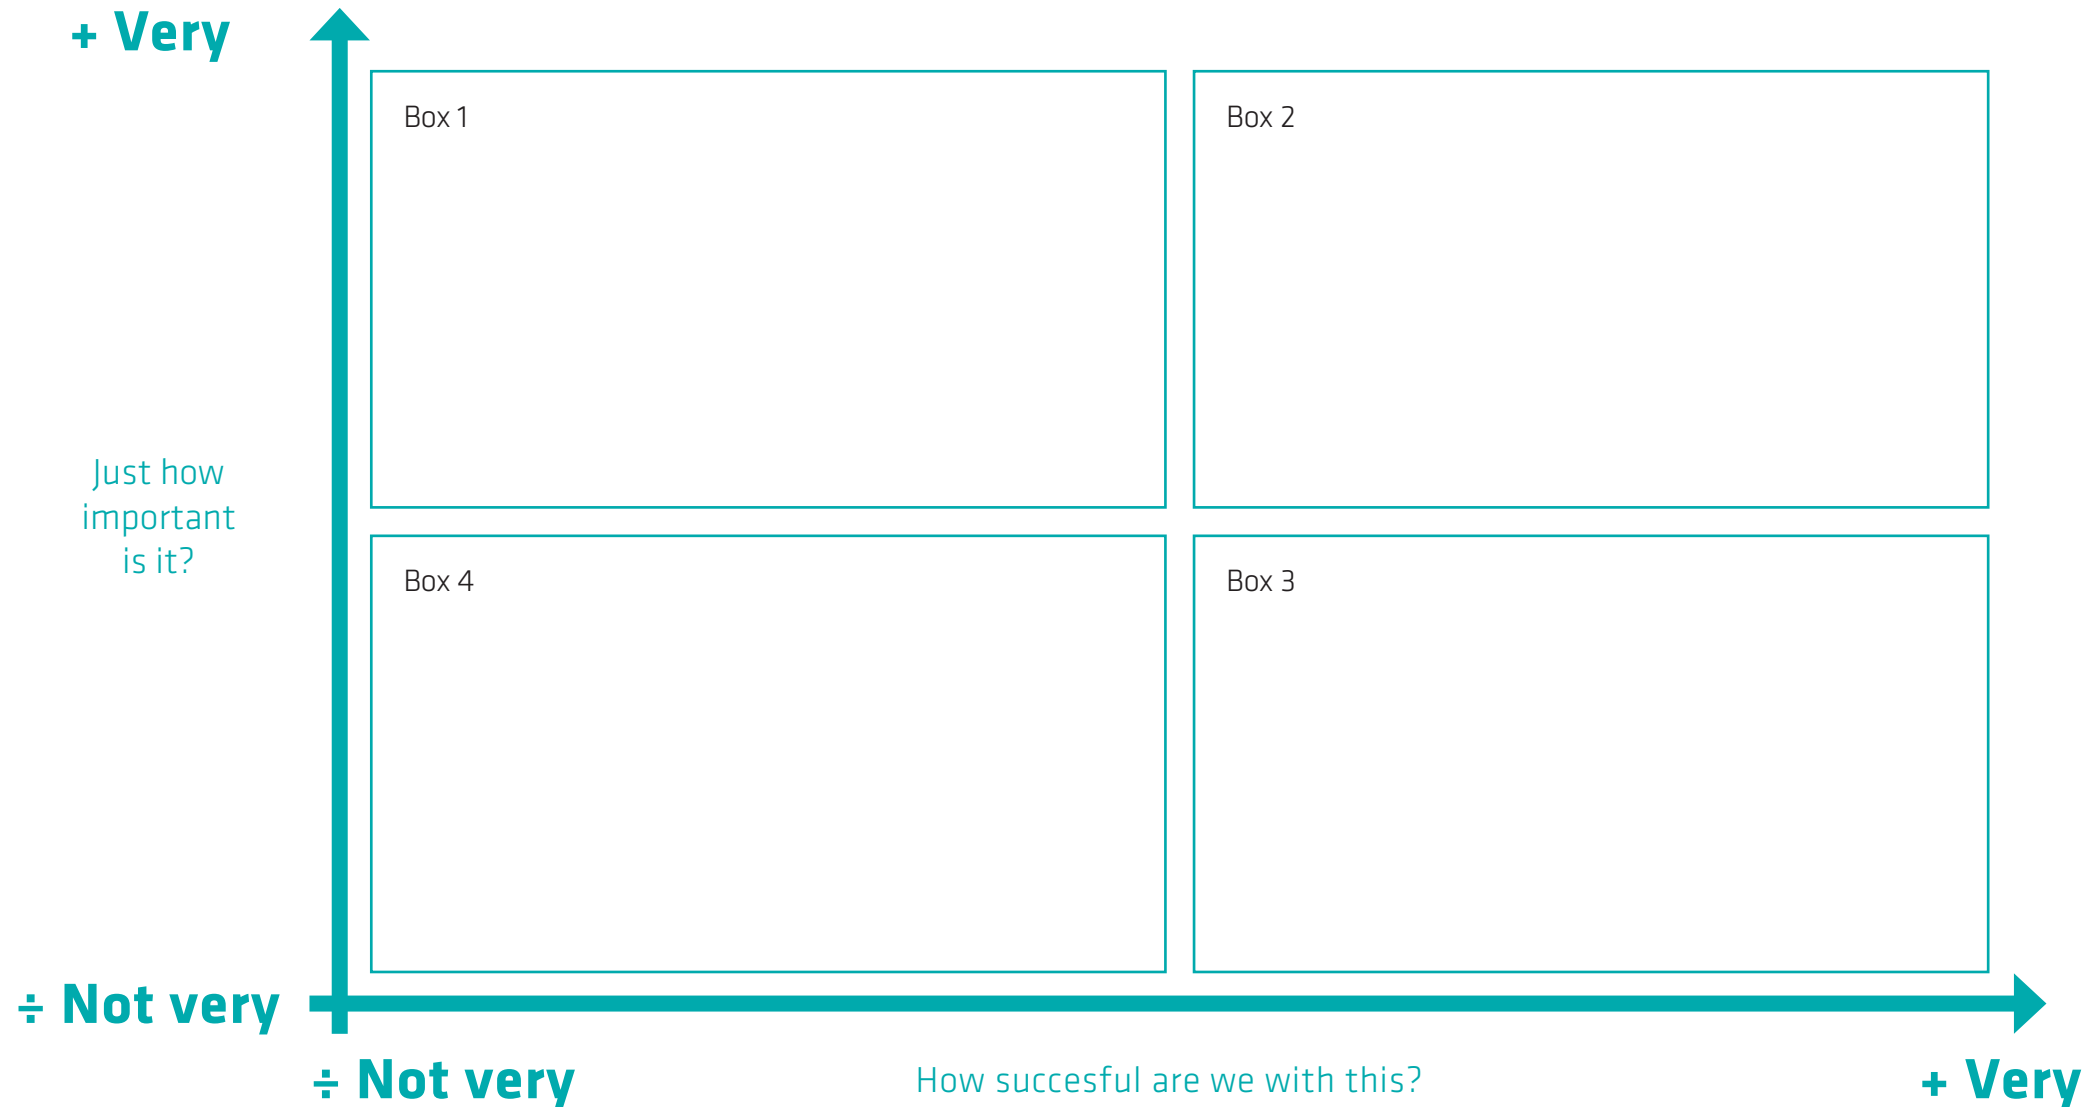 + Very
Box 1
Box 2
Just how
important
is it?
Box 4
Box 3
÷ Not very
÷ Not very
How succesful are we with this?
+ Very